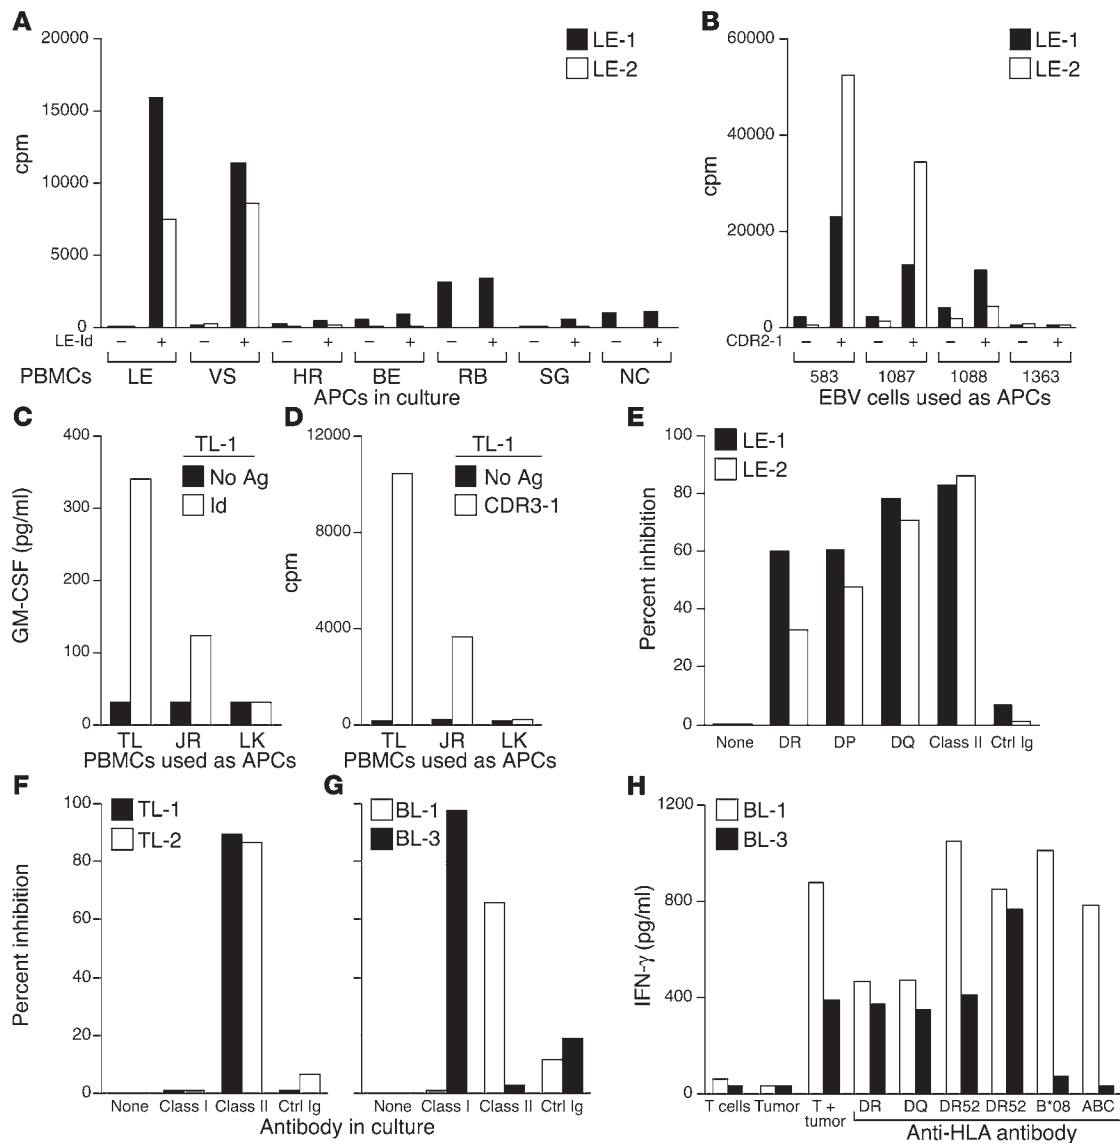 A
20000
15000
10000
5000
0
cpm
LE-1
LE-2
LE-Id
– + – + – + – + – + – + – +
PBMCs LE VS HR BE RB SG NC
APCs in culture
B
60000
40000
20000
0
cpm
LE-1
LE-2
CDR2-1
– + – + – + – +
583 1087 1088 1363
EBV cells used as APCs
C
400
300
200
100
0
GM-CSF (pg/ml)
TL-1
No Ag
Id
TL JR LK
PBMCs used as APCs
D
12000
8000
4000
0
cpm
TL-1
No Ag
CDR3-1
TL JR LK
PBMCs used as APCs
E
100
80
60
40
20
0
Percent inhibition
LE-1
LE-2
None DR DP DQ Class II Ctrl Ig
F
100
80
60
40
20
0
Percent inhibition
TL-1
TL-2
None Class I Class II Ctrl Ig
G
BL-1
BL-3
None Class I Class II Ctrl Ig
Antibody in culture
H
1200
800
400
0
IFN-γ (pg/ml)
BL-1
BL-3
T cells Tumor T + tumor DR DQ DR52 DR52 B*08 ABC
Anti-HLA antibody